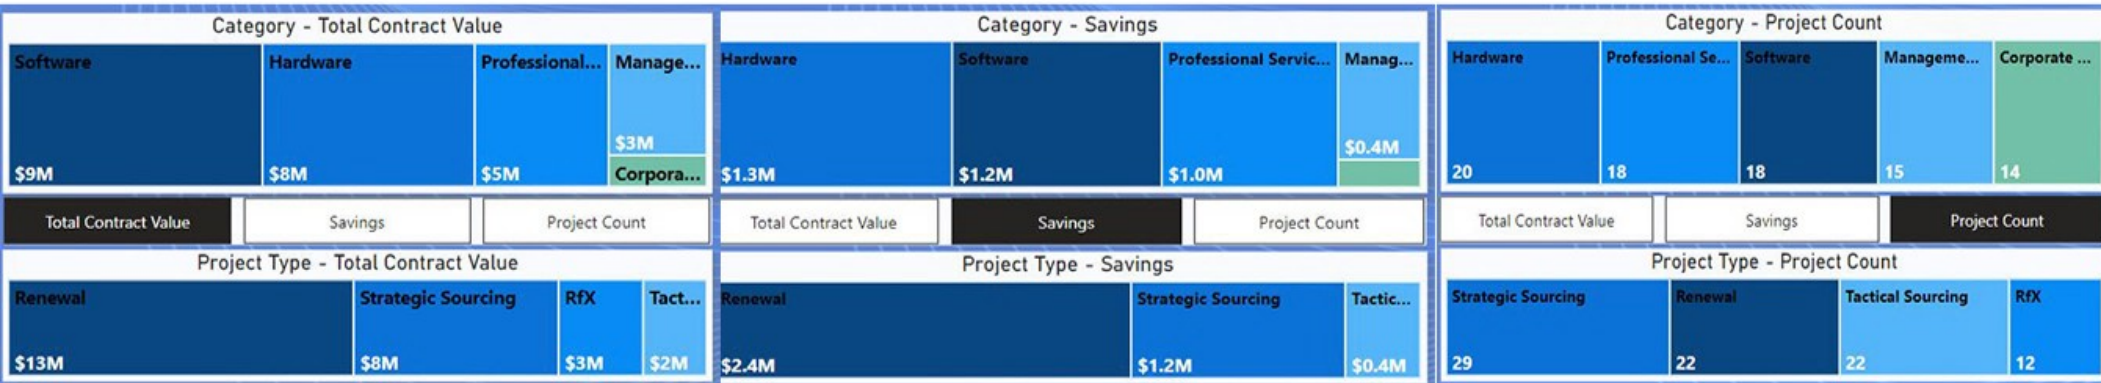 Category - Total Contract Value
Software
Hardware
Professional...
Manage...
$3M
$9M
$8M
$5M
Corpora...
Total Contract Value
Savings
Project Count
Project Type - Total Contract Value
Renewal
Strategic Sourcing
RfX
Tact...
$13M
$8M
$3M
$2M
Category - Savings
Hardware
Software
Professional Servic...
Manag...
$0.4M
$1.3M
$1.2M
$1.0M
Total Contract Value
Savings
Project Count
Project Type - Savings
Renewal
Strategic Sourcing
Tactic...
$2.4M
$1.2M
$0.4M
Category - Project Count
Hardware
Professional Se...
Software
Manageme...
Corporate ...
20
18
18
15
14
Total Contract Value
Savings
Project Count
Project Type - Project Count
Strategic Sourcing
Renewal
Tactical Sourcing
RfX
29
22
22
12